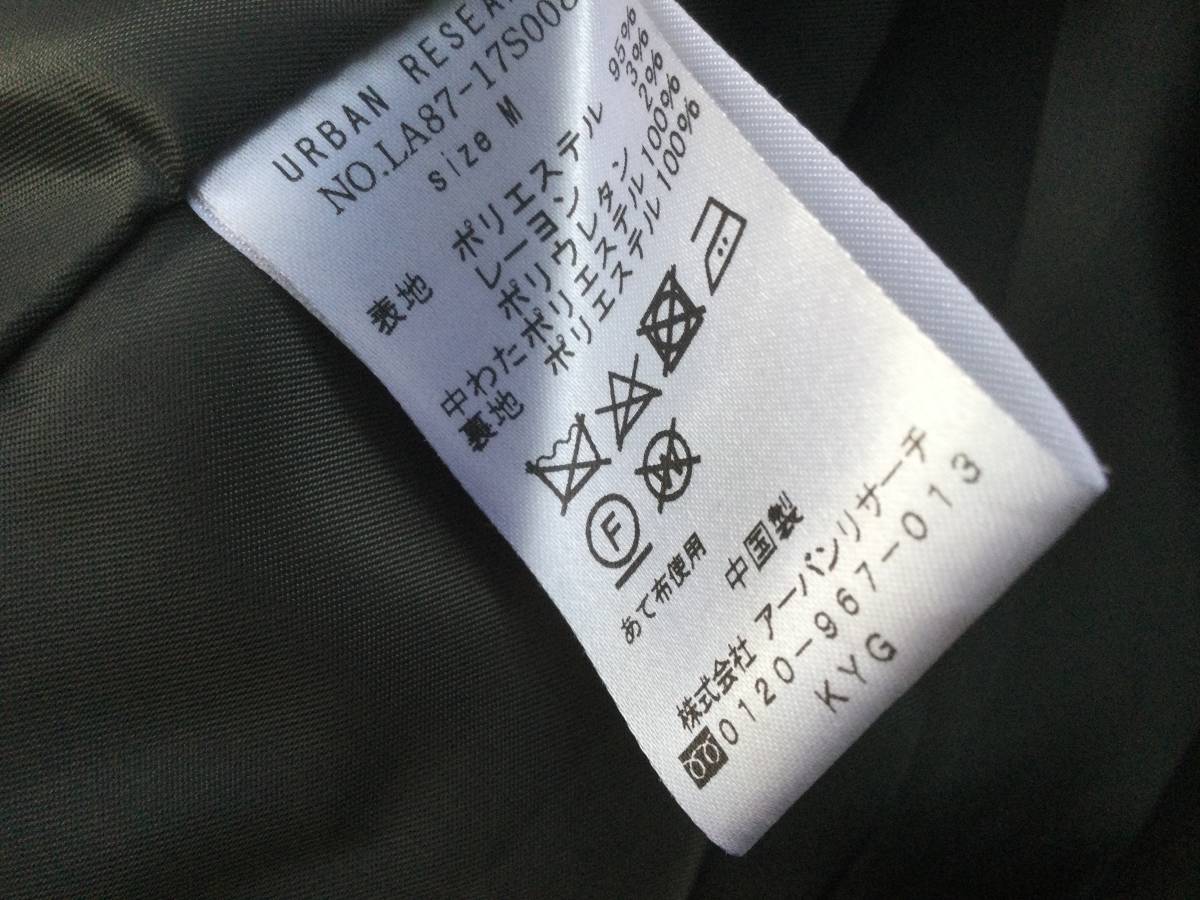 URBAN RESEA
NO.LA87-17S008
size M
表地 ポリエステル 95%
レーヨン 3%
ポリウレタン 2%
中わた ポリエステル 100%
裏地 ポリエステル 100%
W
F
あて布使用
中国製
株式会社 アーバンリサーチ
0120-967-013
KYG